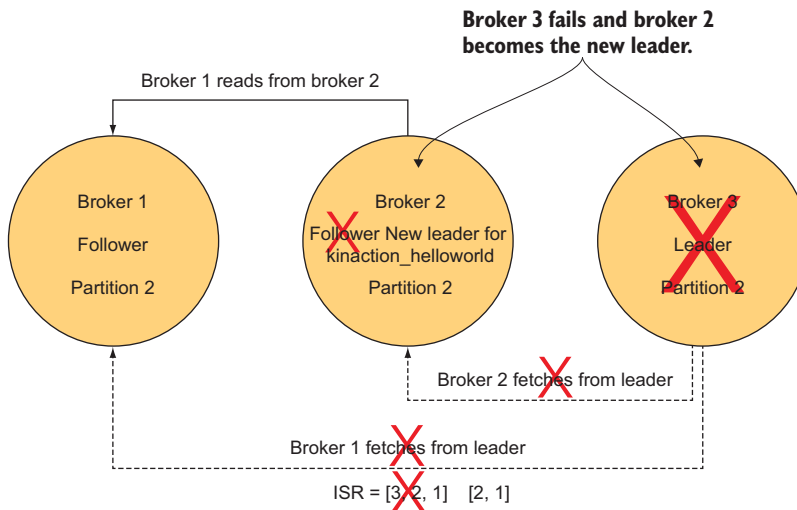 Broker 3 fails and broker 2
becomes the new leader.
Broker 1 reads from broker 2
Broker 1
Follower
Partition 2
Broker 2
Follower New leader for
kinaction_helloworld
Partition 2
Broker 3
Leader
Partition 2
Broker 2 fetches from leader
Broker 1 fetches from leader
ISR = [3, 2, 1] [2, 1]